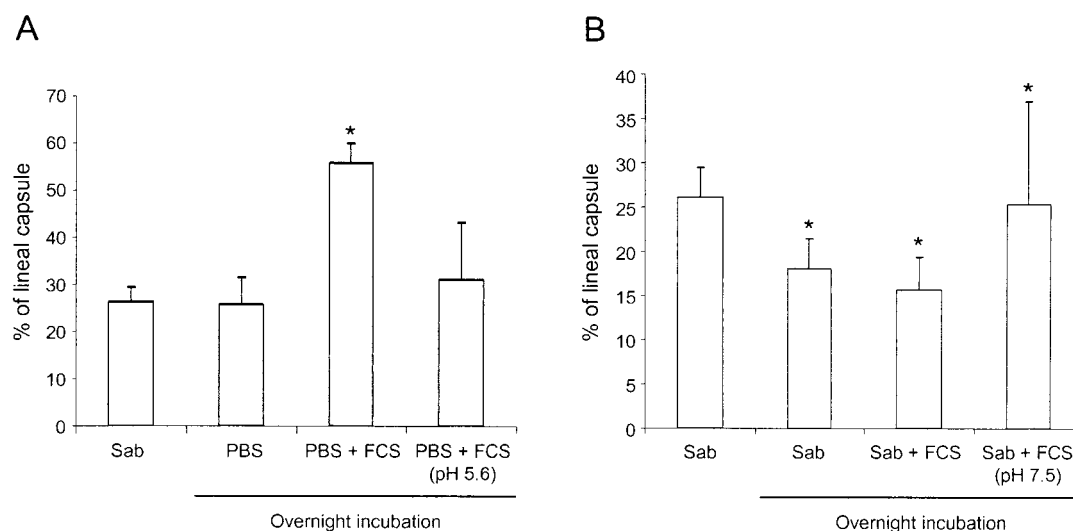 A
% of lineal capsule
70
60
50
40
30
20
10
0
*
Sab
PBS
PBS + FCS
PBS + FCS
(pH 5.6)
Overnight incubation
B
% of lineal capsule
40
35
30
25
20
15
10
5
0
*
*
*
Sab
Sab
Sab + FCS
Sab + FCS
(pH 7.5)
Overnight incubation